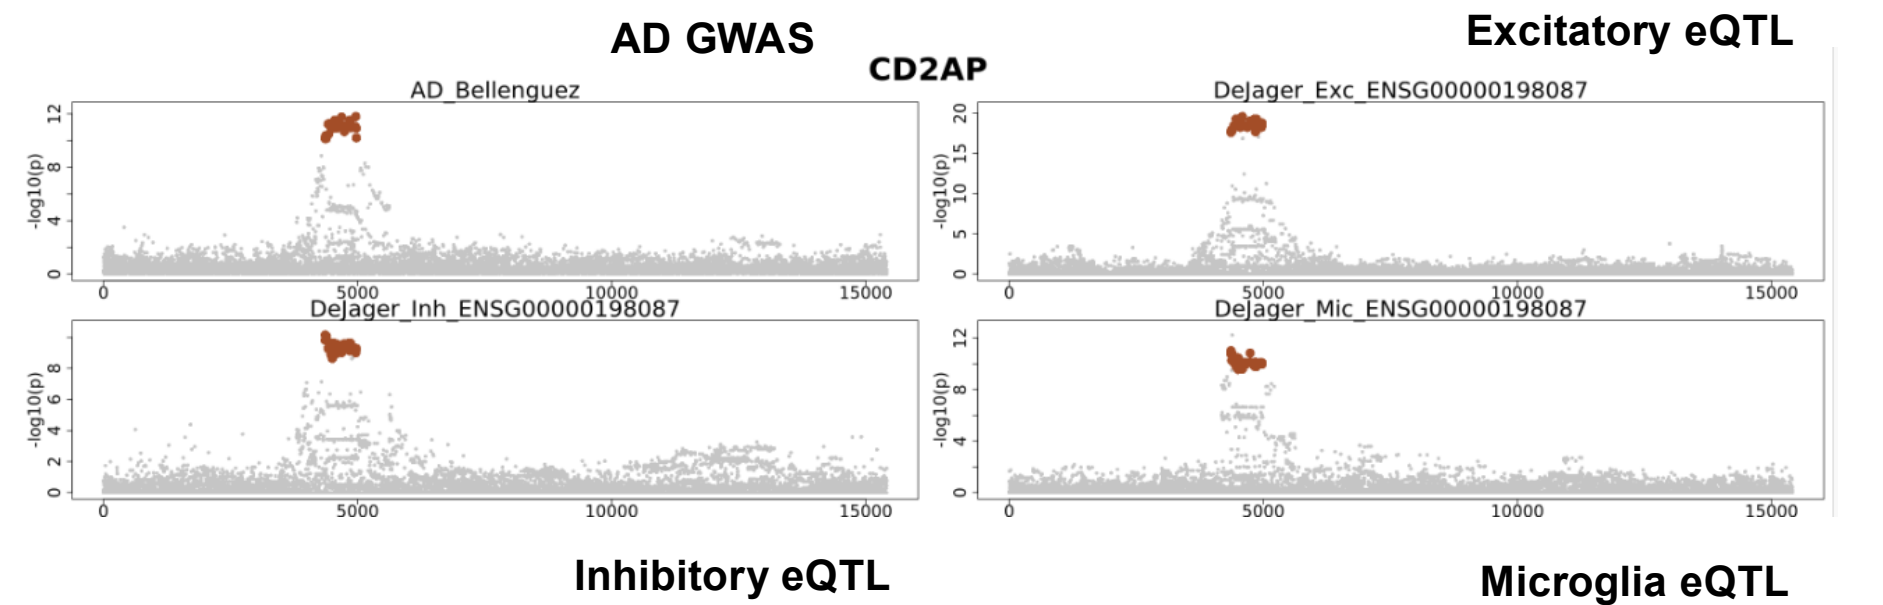 AD GWAS
Excitatory eQTL
CD2AP
AD_Bellenguez
DeJager_Exc_ENSG00000198087
-log10(p)
12
8
4
0
0
5000
10000
15000
-log10(p)
20
15
10
5
0
0
5000
10000
15000
DeJager_Inh_ENSG00000198087
DeJager_Mic_ENSG00000198087
-log10(p)
8
6
4
2
0
0
5000
10000
15000
-log10(p)
12
8
4
0
0
5000
10000
15000
Inhibitory eQTL
Microglia eQTL